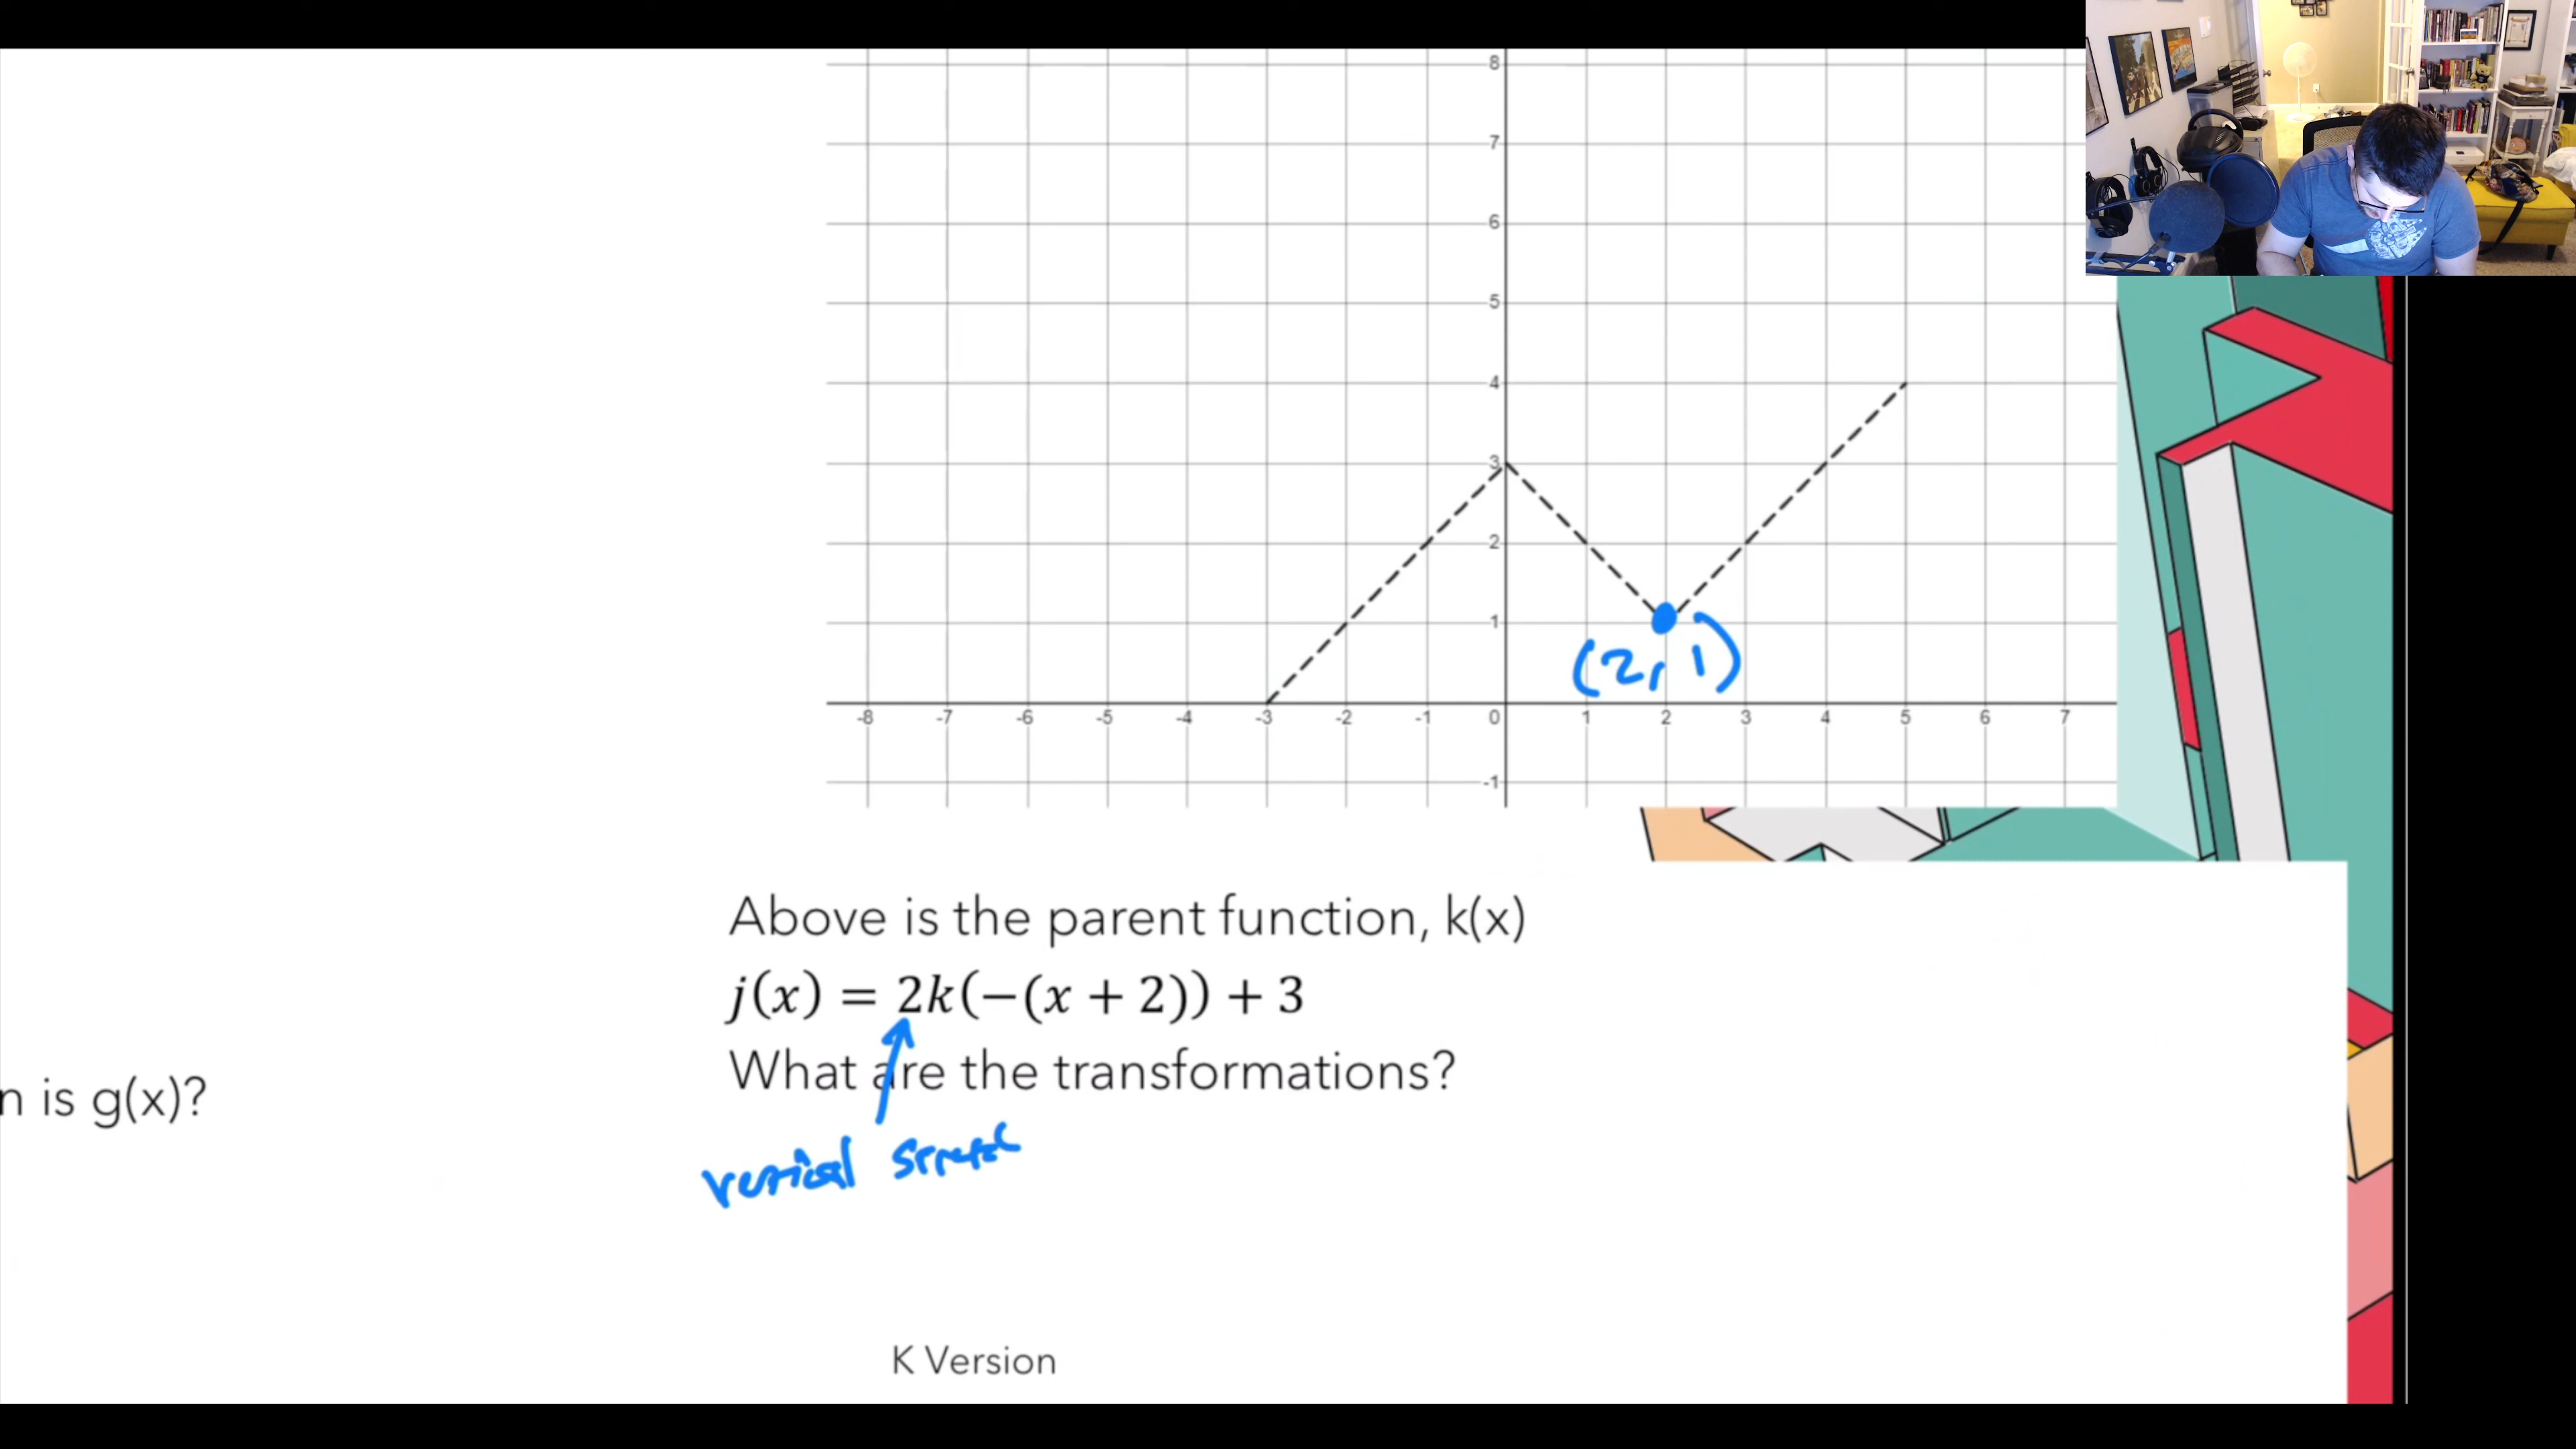 8
7
6
5
4
3
2
1
(2, 1)
-8 -7 -6 -5 -4 -3 -2 -1 0 1 2 3 4 5 6 7
-1
Above is the parent function, k(x)
j(x) = 2k(−(x + 2)) + 3
What are the transformations?
n is g(x)?
vertical
K Version